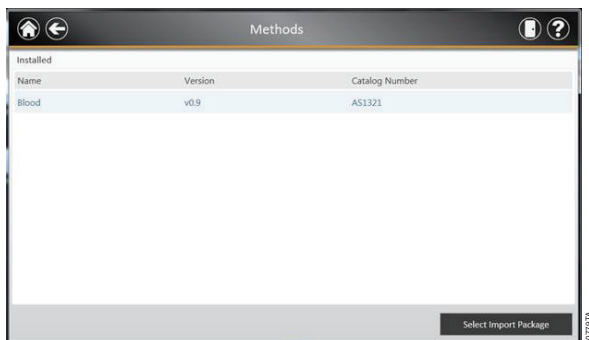 Methods
?
Installed
Name Version Catalog Number
Blood v0.9 AS1321
Select Import Package